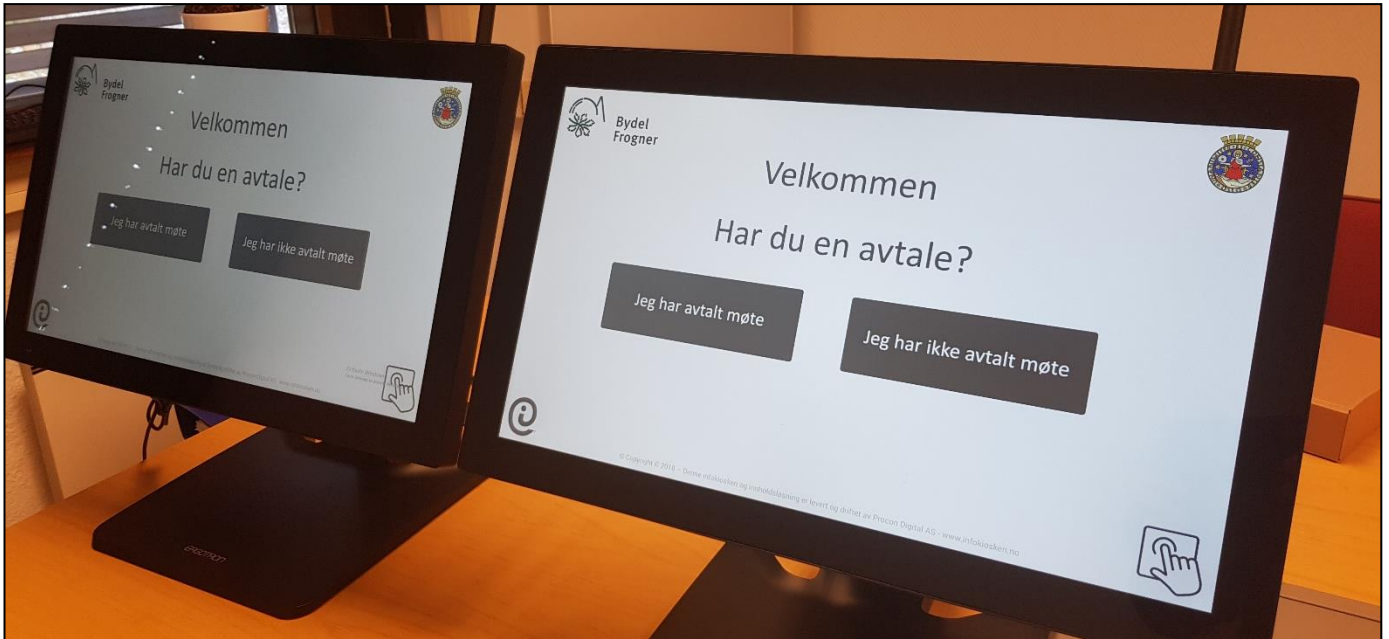 Bydel
Frogner
Velkommen
Har du en avtale?
Jeg har avtalt møte
Jeg har ikke avtalt møte
ERGOTRON
Bydel
Frogner
Velkommen
Har du en avtale?
Jeg har avtalt møte
Jeg har ikke avtalt møte
© Copyright © 2018 - Denne infokiosken og innholdsløsning er levert og driftet av Procon Digital AS - www.infokiosken.no